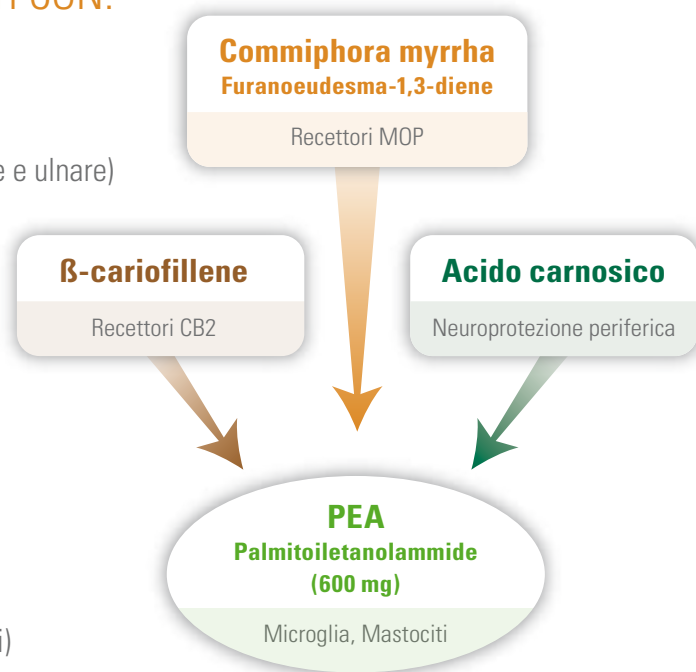 Commiphora myrrha
Furanoeudesma-1,3-diene
Recettori MOP
e ulnare)
ß-cariofillene
Recettori CB2
Acido carnosico
Neuroprotezione periferica
PEA
Palmitoiletanolammide
(600 mg)
Microglia, Mastociti
i)